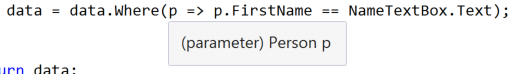 data = data.Where(p => p.FirstName == NameTextBox.Text);
(parameter) Person p
urn data;